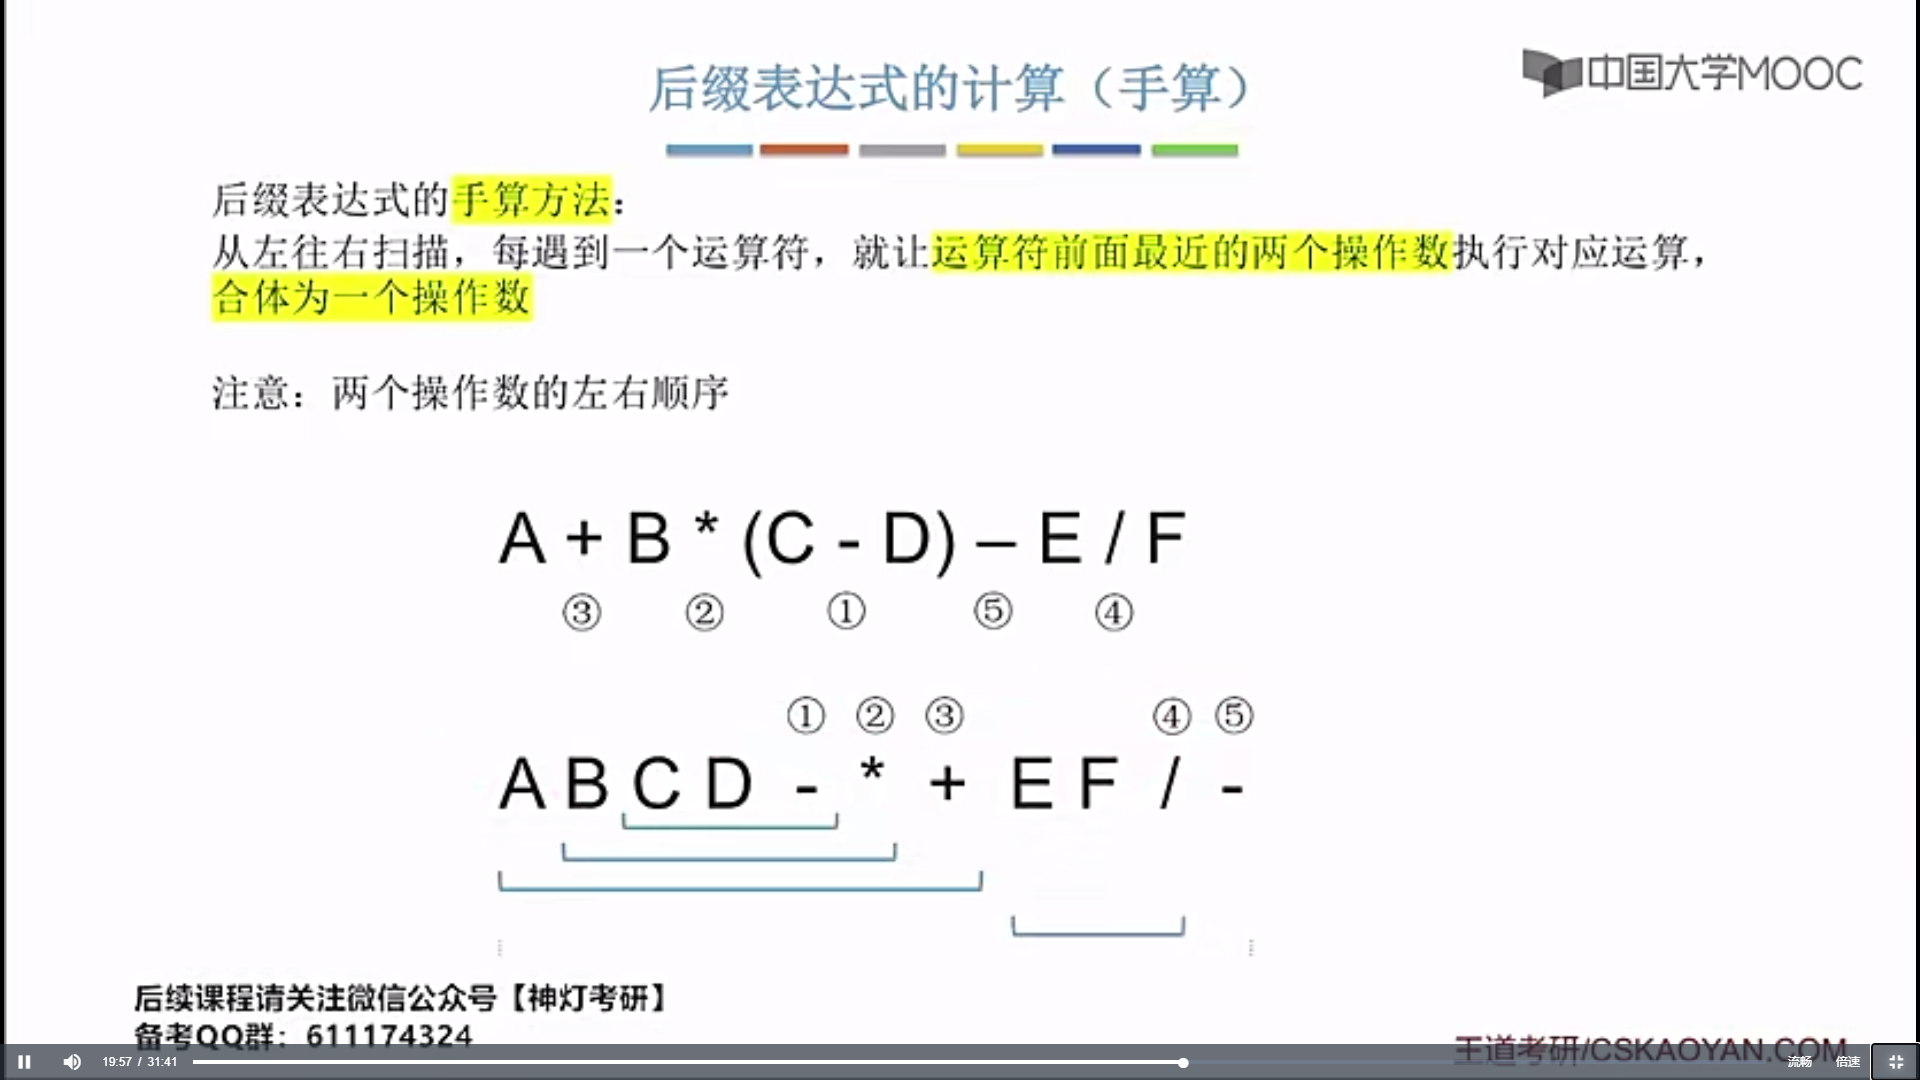 后缀表达式的计算（手算）
中国大学MOOC
后缀表达式的手算方法：
从左往右扫描，每遇到一个运算符，就让运算符前面最近的两个操作数执行对应运算，
合体为一个操作数
注意：两个操作数的左右顺序
A + B * (C - D) – E / F
③ ② ① ⑤ ④
① ② ③ ④ ⑤
A B C D - * + E F / -
后续课程请关注微信公众号【神灯考研】
备考QQ群：611174324
王道考研/CSKAOYAN.COM
19:57 / 31:41
流畅 倍速